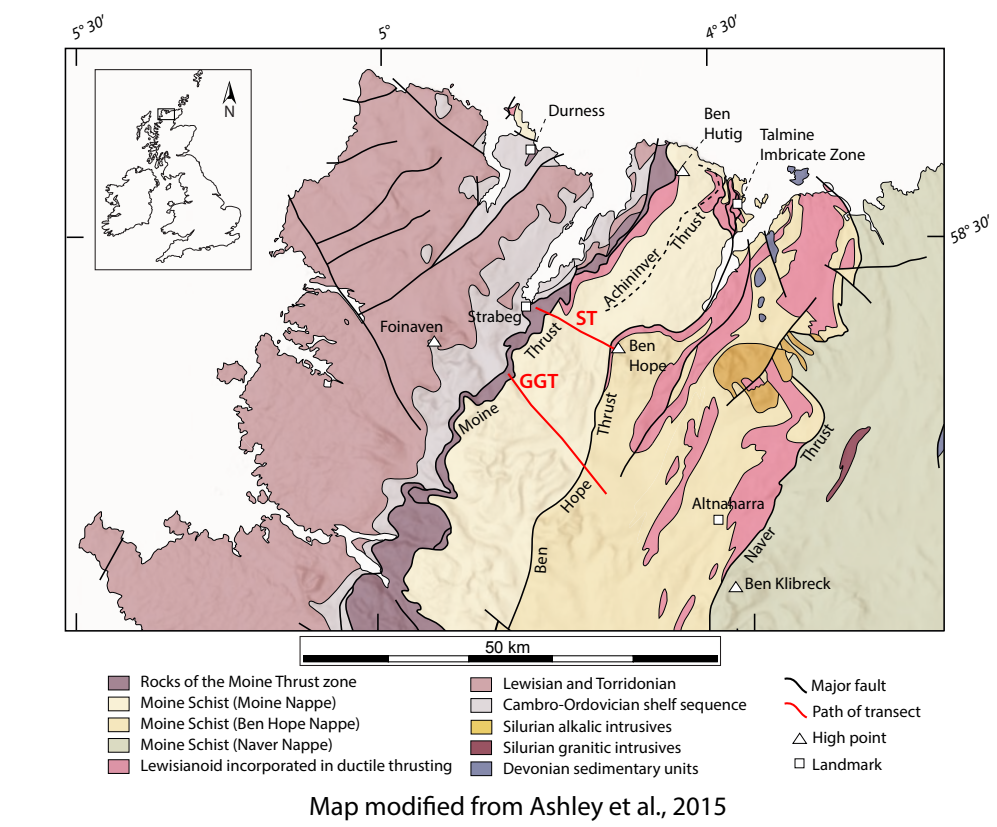 5° 30'
5°
4° 30'
N
Durness
Ben
Hutig
Talmine
Imbricate Zone
58° 30'
Achininver
Thrust
Strabeg
ST
Foinaven
Thrust
Ben
Hope
GGT
Moine
Thrust
Thrust
Hope
Altnaharra
Naver
Ben
Ben Klibreck
50 km
Rocks of the Moine Thrust zone
Moine Schist (Moine Nappe)
Moine Schist (Ben Hope Nappe)
Moine Schist (Naver Nappe)
Lewisianoid incorporated in ductile thrusting
Lewisian and Torridonian
Cambro-Ordovician shelf sequence
Silurian alkalic intrusives
Silurian granitic intrusives
Devonian sedimentary units
Major fault
Path of transect
High point
Landmark
Map modified from Ashley et al., 2015